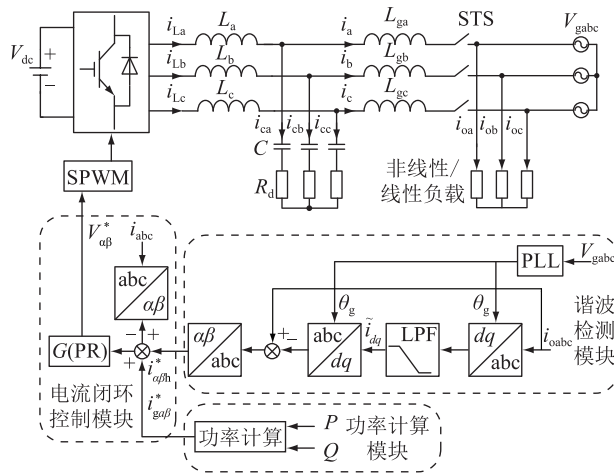 i_La L_a i_a L_ga STS V_gabc
V_dc + −
i_Lb L_b i_b L_gb
i_Lc L_c i_c L_gc
i_ca i_cb i_cc i_oa i_ob i_oc
C
R_d
非线性/
线性负载
SPWM
V*_αβ i_abc
abc
αβ
PLL V_gabc
θ_g θ_g
谐波
检测
模块
i_oabc
− +
+
G(PR)
αβ
abc
+ −
abc
dq
ĩ_dq
LPF
dq
abc
i*_αβh
i*_gαβ
电流闭环
控制模块
功率计算
P
Q
功率计算
模块